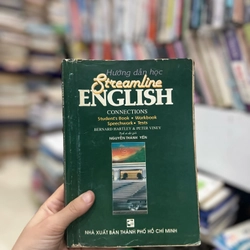 Hướng dẫn học
Streamline
ENGLISH
CONNECTIONS
Student's Book • Workbook
Speechwork • Tests
BERNARD HARTLEY & PETER VINEY
NGUYỄN THANH YẾN
NHÀ XUẤT BẢN THÀNH PHỐ HỒ CHÍ MINH